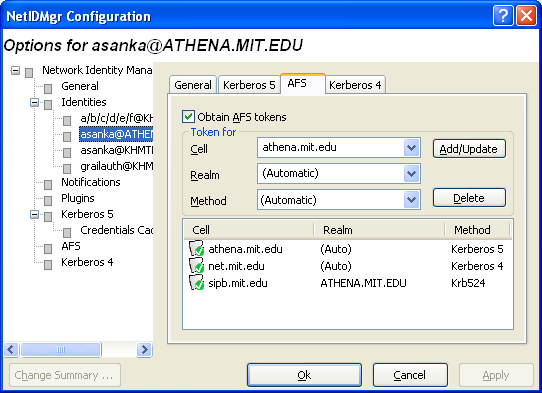 NetIDMgr Configuration
Options for asanka@ATHENA.MIT.EDU
Network Identity Mana
General
Identities
a/b/c/d/e/f@KH
asanka@ATHEN
asanka@KHMTI
grailauth@KHM
Notifications
Plugins
Kerberos 5
Credentials Cac
AFS
Kerberos 4
General Kerberos 5 AFS Kerberos 4
Obtain AFS tokens
Token for
Cell athena.mit.edu Add/Update
Realm (Automatic)
Method (Automatic) Delete
Cell Realm Method
athena.mit.edu (Auto) Kerberos 5
net.mit.edu (Auto) Kerberos 4
sipb.mit.edu ATHENA.MIT.EDU Krb524
Change Summary ... Ok Cancel Apply